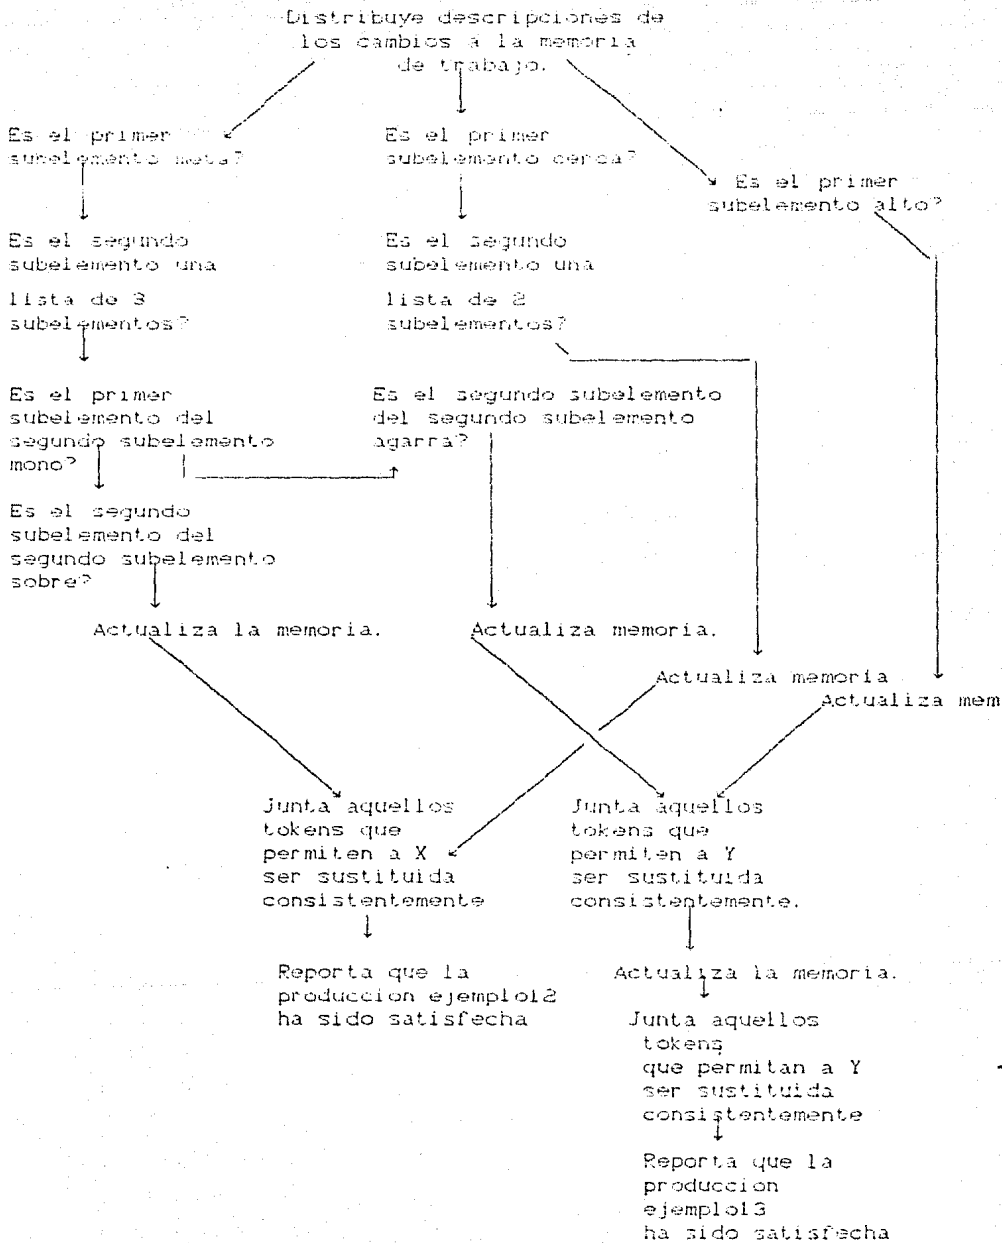 Distribuye descripciones de
los cambios a la memoria
de trabajo.
Es el primer
subelemento meta?
Es el primer
subelemento cerca?
Es el primer
subelemento alto?
Es el segundo
subelemento una
lista de 3
subelementos?
Es el segundo
subelemento una
lista de 2
subelementos?
Es el primer
subelemento del
segundo subelemento
mono?
Es el segundo subelemento
del segundo subelemento
agarra?
Es el segundo
subelemento del
segundo subelemento
sobre?
Actualiza la memoria.
Actualiza memoria.
Actualiza memoria
Actualiza mem
Junta aquellos
tokens que
permiten a X
ser sustituida
consistentemente
Junta aquellos
tokens que
permiten a Y
ser sustituida
consistentemente.
Reporta que la
produccion ejemplo12
ha sido satisfecha
Actualiza la memoria.
Junta aquellos
tokens
que permitan a Y
ser sustituida
consistentemente
Reporta que la
produccion
ejemplo13
ha sido satisfecha